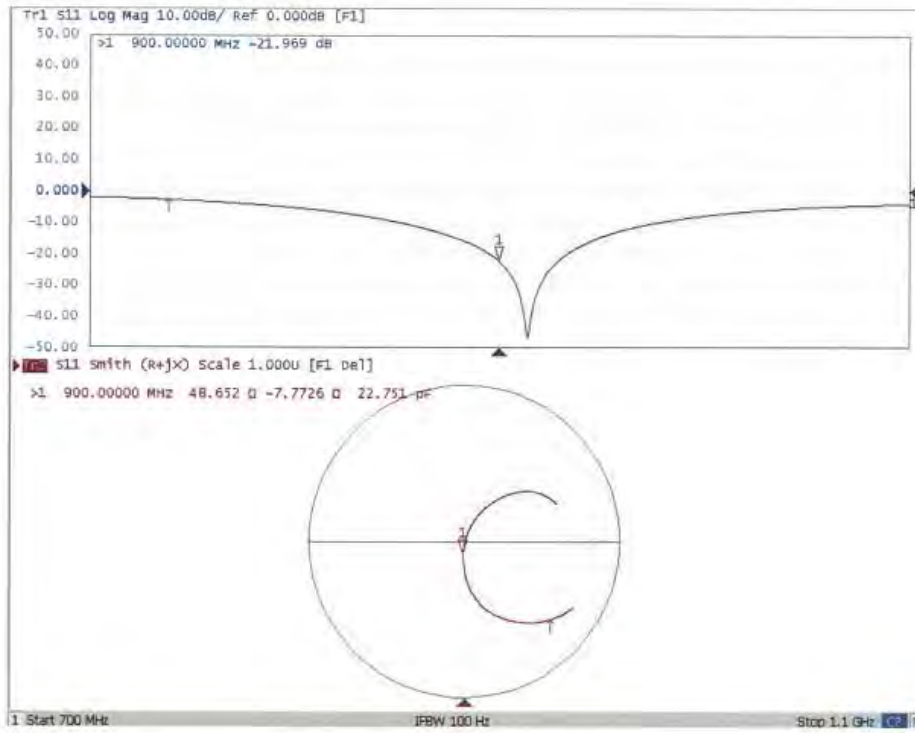 Tr1 S11 Log Mag 10.00dB/ Ref 0.000dB [F1]
50.00
>1 900.00000 MHz -21.969 dB
40.00
30.00
20.00
10.00
0.000
-10.00
1
-20.00
-30.00
-40.00
-50.00
S11 Smith (R+jX) Scale 1.000U [F1 Del]
>1 900.00000 MHz 48.652 Ω -7.7726 Ω 22.751 pF
1
1 Start 700 MHz IFBW 100 Hz Stop 1.1 GHz